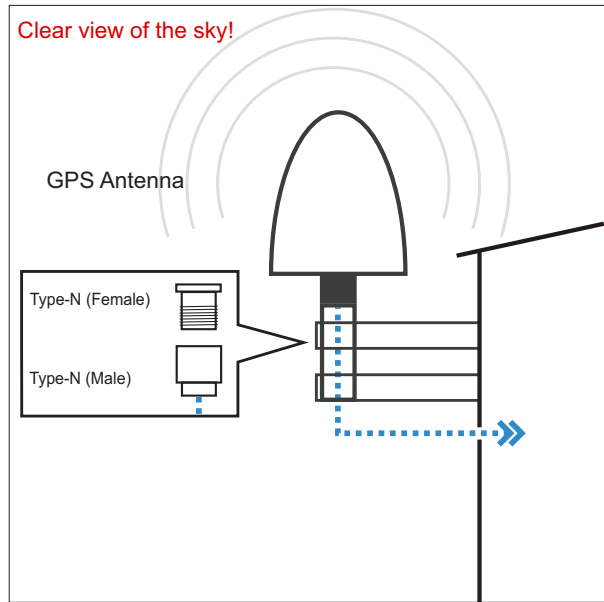 Clear view of the sky!
GPS Antenna
Type-N (Female)
Type-N (Male)